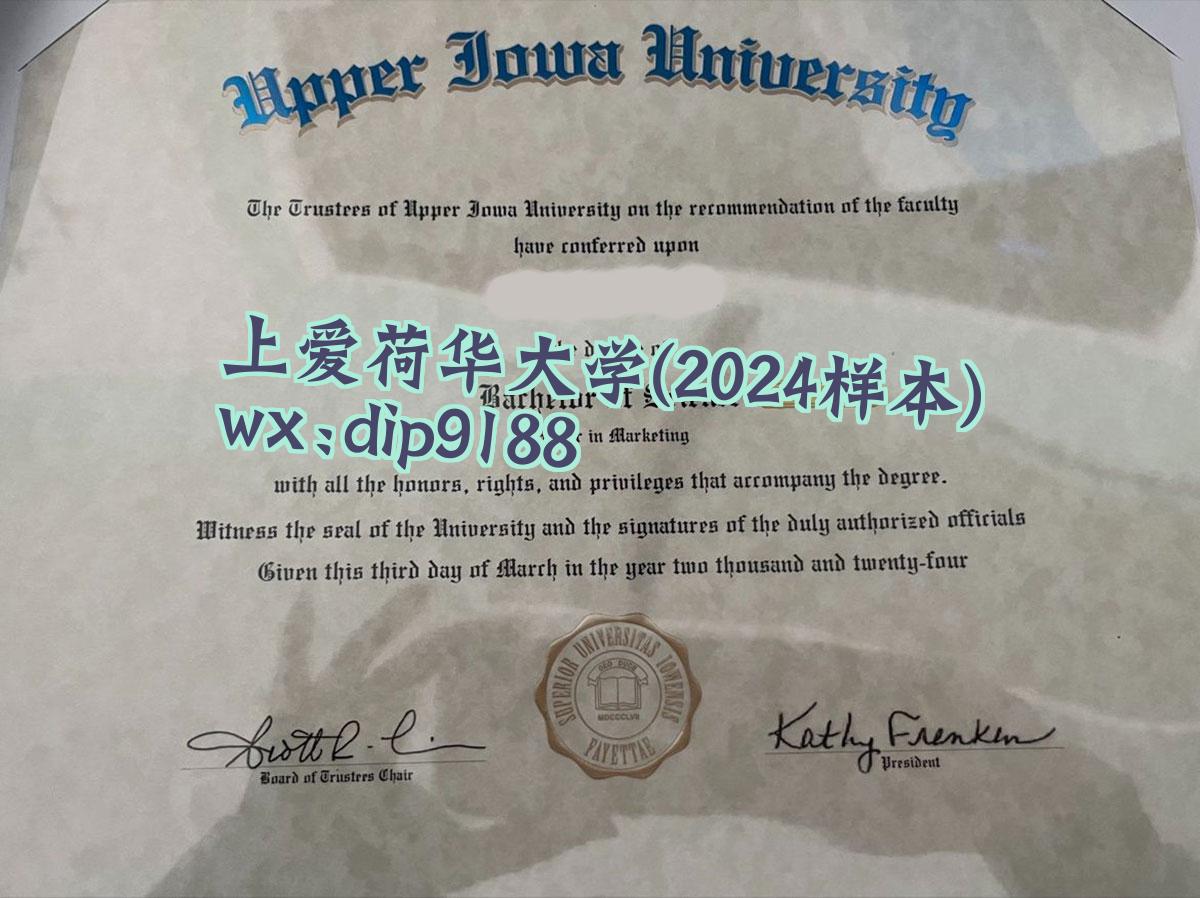 Upper Iowa University
The Trustees of Upper Iowa University on the recommendation of the faculty
have conferred upon
上爱荷华大学(2024样本)
Bachelor
wx:dip9188
in Marketing
with all the honors, rights, and privileges that accompany the degree.
Witness the seal of the University and the signatures of the duly authorized officials
Given this third day of March in the year two thousand and twenty-four
SUPERIOR UNIVERSITAS IOWENSIS
DEO DUCE
MDCCCLVII
FAYETTAE
Kathy Frenken
Board of Trustees Chair
President